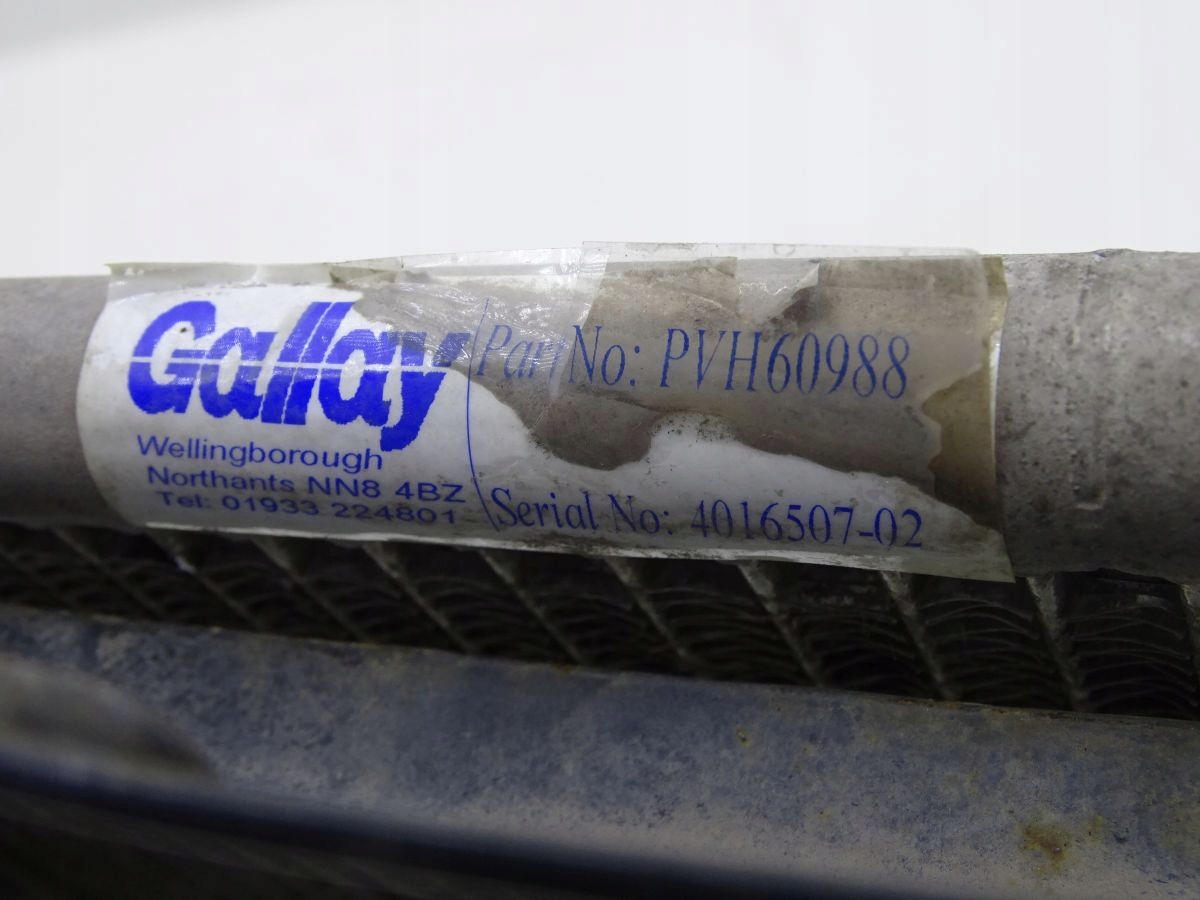 Gallay
Wellingborough
Northants NN8 4BZ
Tel: 01933 224801
Part No: PVH60988
Serial No: 4016507-02